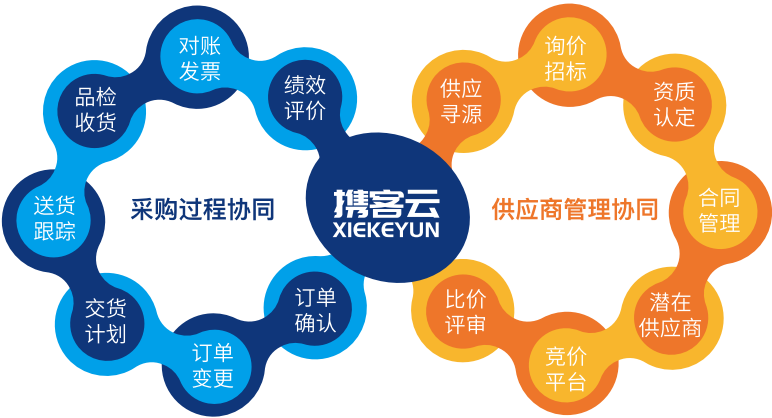 对账
发票
绩效
评价
品检
收货
送货
跟踪
采购过程协同
交货
计划
订单
变更
订单
确认
携客云
XIEKEYUN
供应
寻源
询价
招标
资质
认定
合同
管理
供应商管理协同
潜在
供应商
竞价
平台
比价
评审